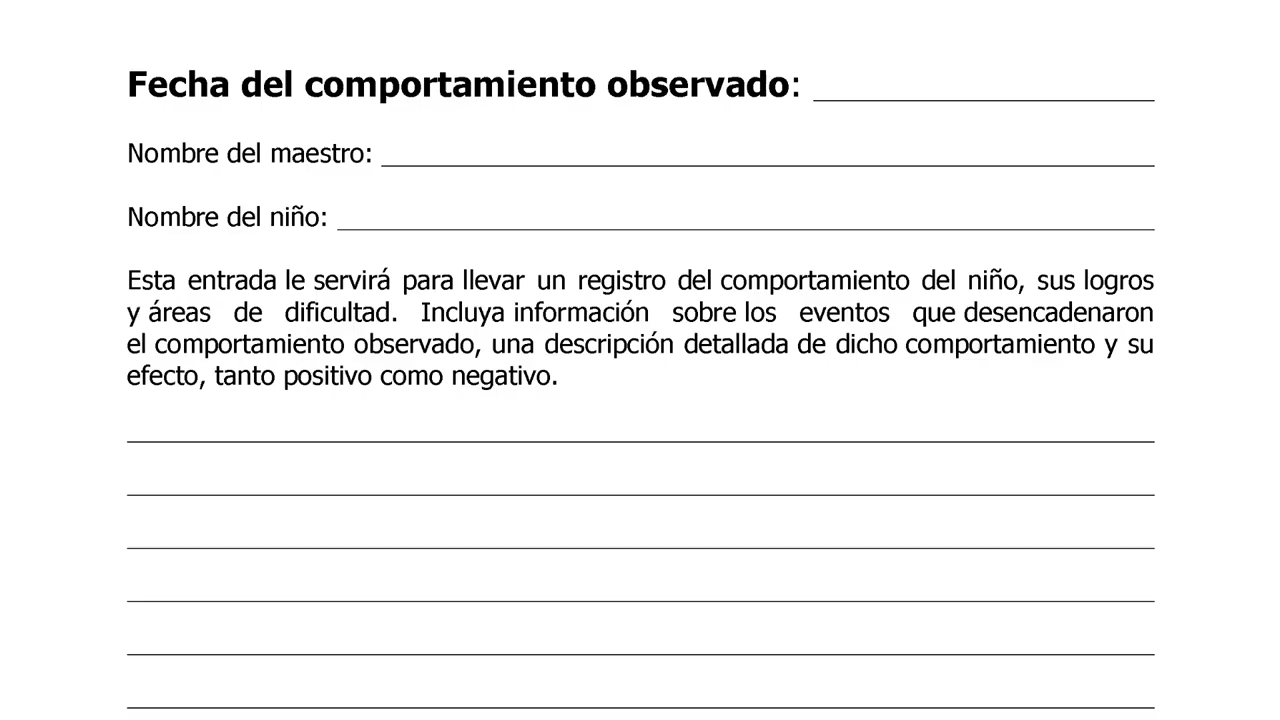 Fecha del comportamiento observado:
Nombre del maestro:
Nombre del niño:
Esta entrada le servirá para llevar un registro del comportamiento del niño, sus logros
y áreas de dificultad. Incluya información sobre los eventos que desencadenaron
el comportamiento observado, una descripción detallada de dicho comportamiento y su
efecto, tanto positivo como negativo.